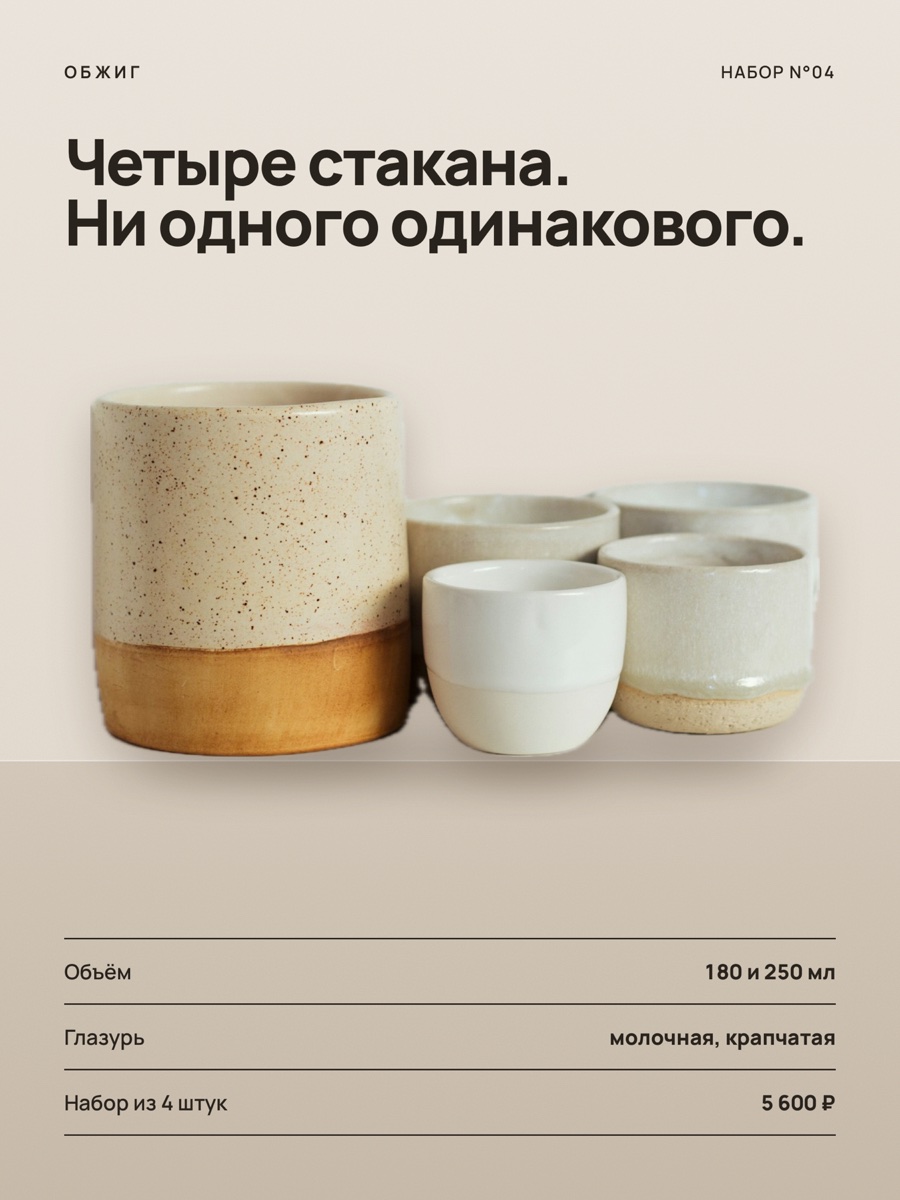 ОБЖИГ
НАБОР N°04
Четыре стакана.
Ни одного одинакового.
Объём
180 и 250 мл
Глазурь
молочная, крапчатая
Набор из 4 штук
5 600 ₽